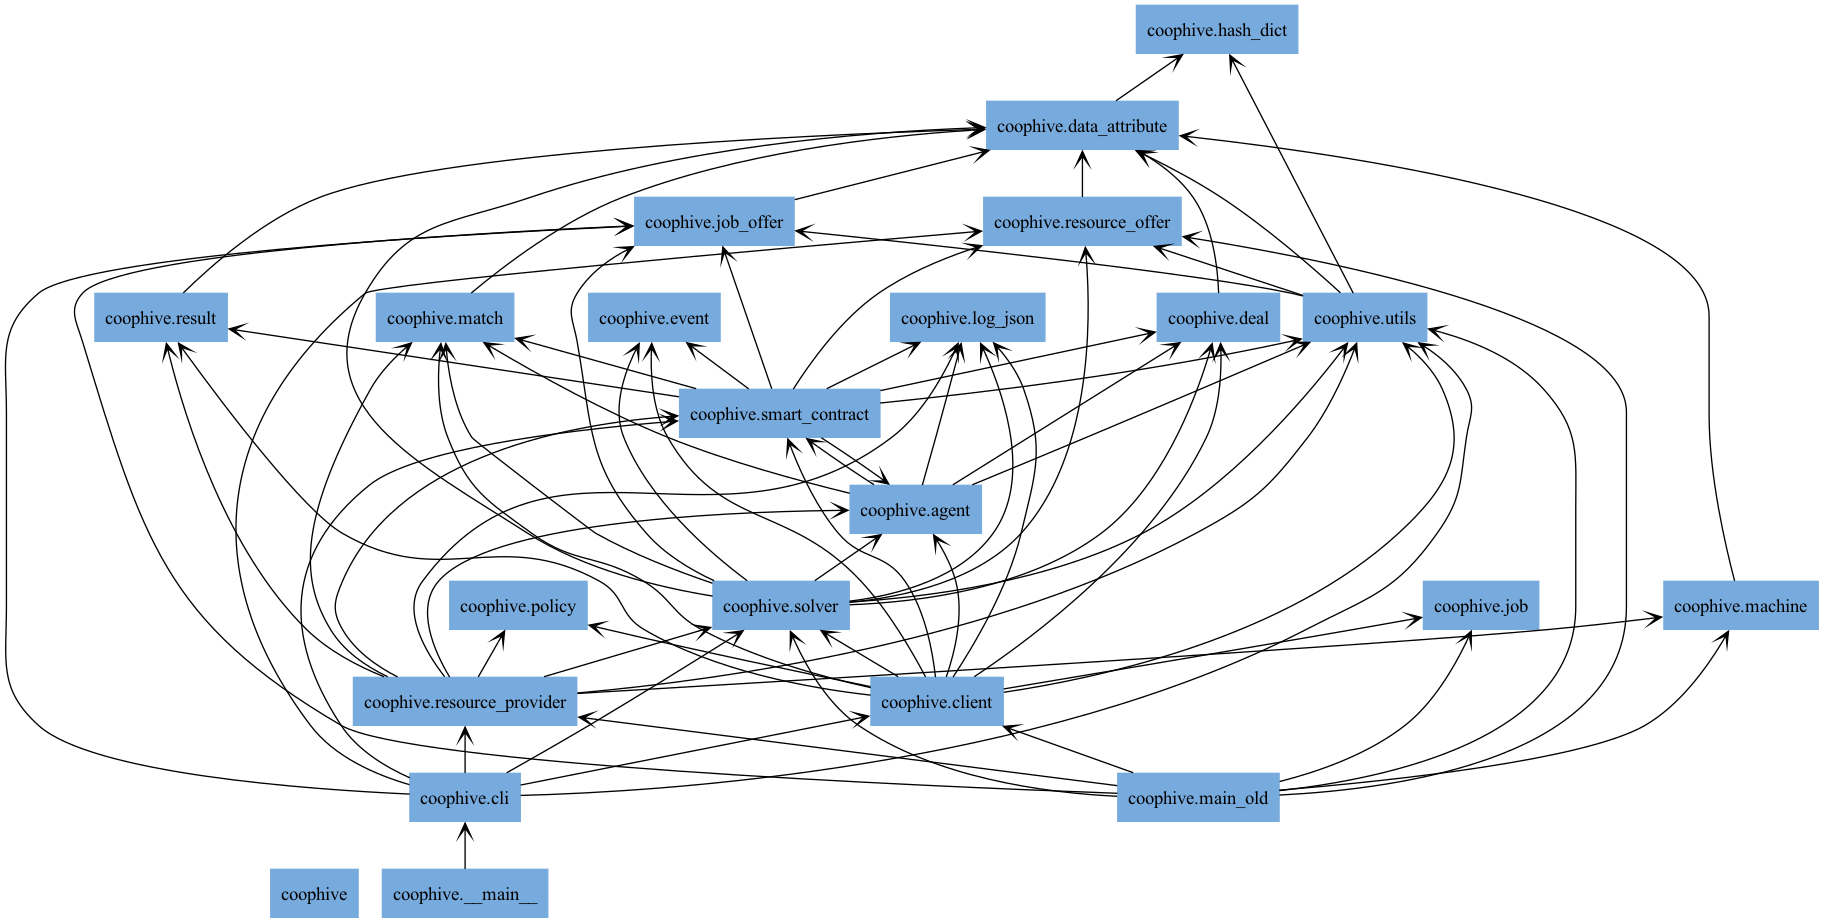 coophive.hash_dict
coophive.data_attribute
coophive.job_offer
coophive.resource_offer
coophive.result
coophive.match
coophive.event
coophive.log_json
coophive.deal
coophive.utils
coophive.smart_contract
coophive.agent
coophive.policy
coophive.solver
coophive.job
coophive.machine
coophive.resource_provider
coophive.client
coophive.cli
coophive.main_old
coophive
coophive.__main__